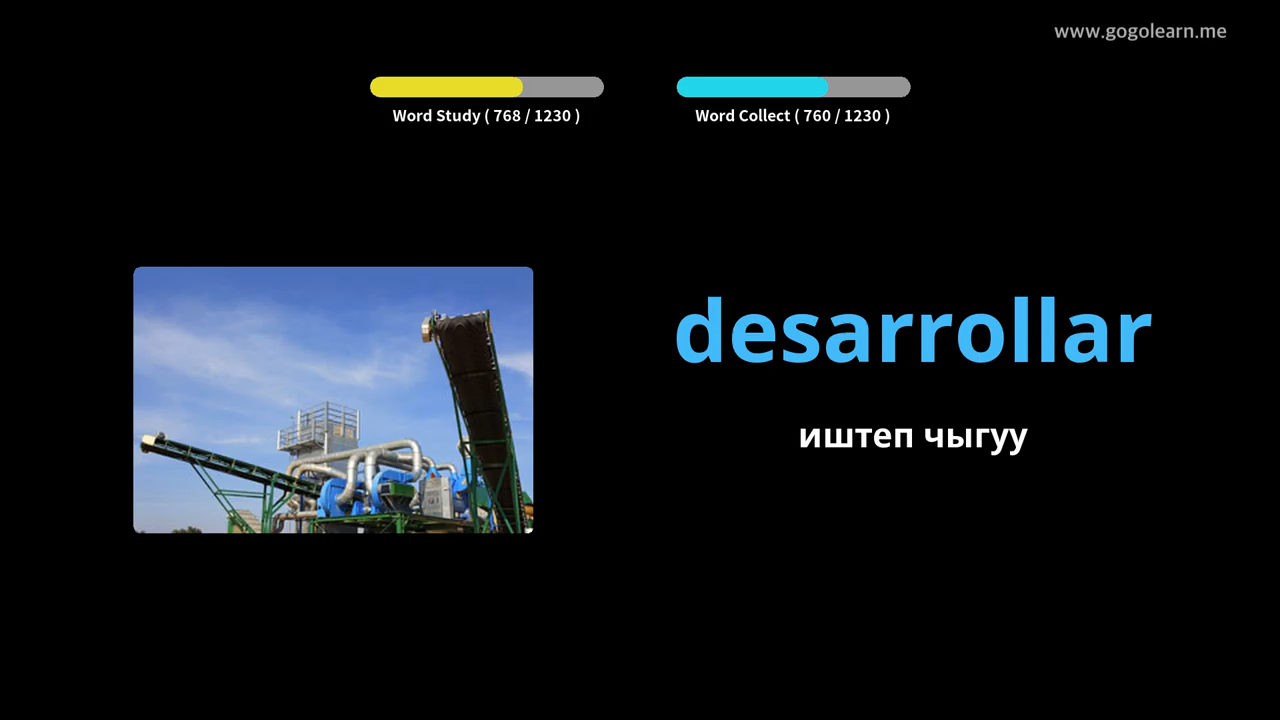 www.gogolearn.me
Word Study ( 768 / 1230 )
Word Collect ( 760 / 1230 )
desarrollar
иштеп чыгуу